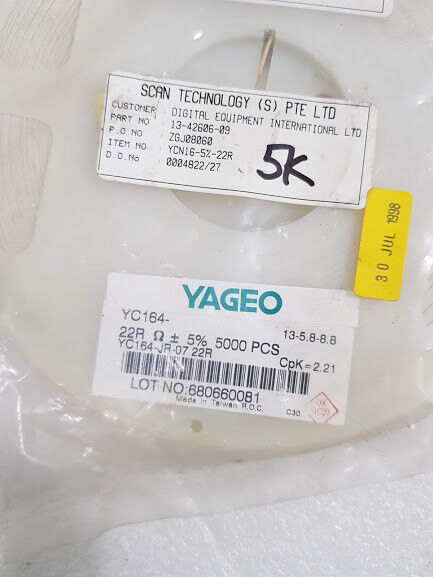 SCAN TECHNOLOGY (S) PTE LTD
CUSTOMER : DIGITAL EQUIPMENT INTERNATIONAL LTD
PART NO : 13-42606-09
P.O.NO : ZGJ08060
ITEM NO : YCN16-5%-22R
D.O.No : 0004822/27
5K
30 JUL 1998
YAGEO
YC164- 13-5.8-8.8
22R Ω ± 5% 5000 PCS
YC164-JR-07 22R CpK=2.21
LOT NO:680660081
Made in Taiwan R.O.C. C30
OK
QC20